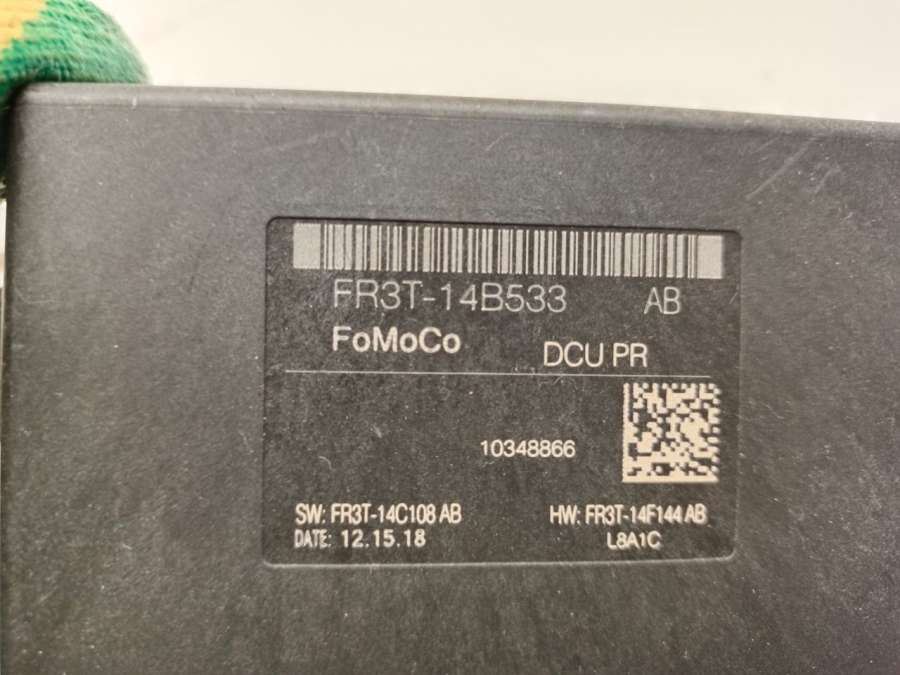 FR3T-14B533 AB
FoMoCo
DCU PR
10348866
SW: FR3T-14C108 AB HW: FR3T-14F144 AB
DATE: 12.15.18 L8A1C